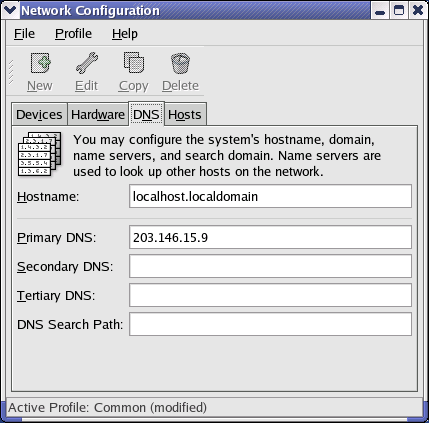 Network Configuration
File Profile Help
New Edit Copy Delete
Devices Hardware DNS Hosts
You may configure the system's hostname, domain,
name servers, and search domain. Name servers are
used to look up other hosts on the network.
Hostname: localhost.localdomain
Primary DNS: 203.146.15.9
Secondary DNS:
Tertiary DNS:
DNS Search Path:
Active Profile: Common (modified)